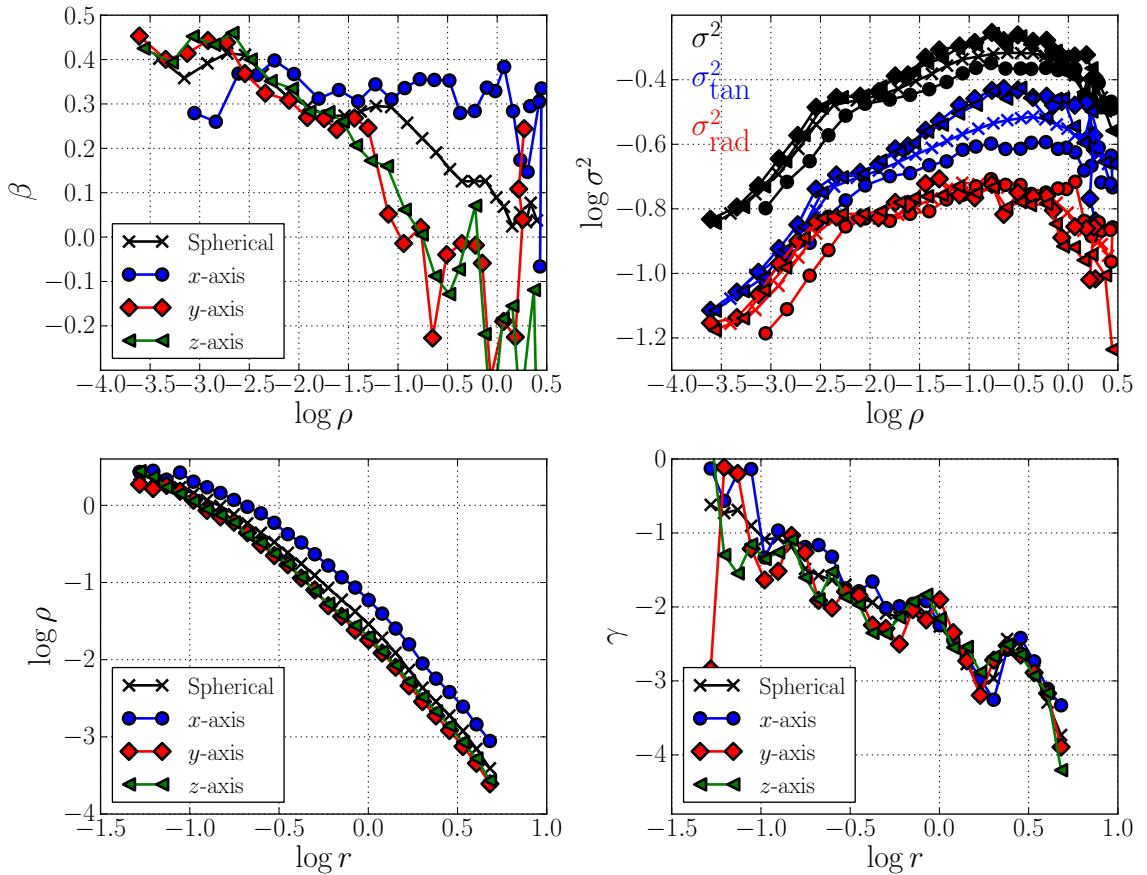 0.5
0.4
0.3
0.2
0.1
0.0
−0.1
−0.2
β
Spherical
x-axis
y-axis
z-axis
−4.0 −3.5 −3.0 −2.5 −2.0 −1.5 −1.0 −0.5 0.0 0.5
log ρ
−0.4
−0.6
−0.8
−1.0
−1.2
log σ²
σ²
σ²tan
σ²rad
−4.0 −3.5 −3.0 −2.5 −2.0 −1.5 −1.0 −0.5 0.0 0.5
log ρ
0
−1
−2
−3
−4
log ρ
Spherical
x-axis
y-axis
z-axis
−1.5 −1.0 −0.5 0.0 0.5 1.0
log r
0
−1
−2
−3
−4
γ
Spherical
x-axis
y-axis
z-axis
−1.5 −1.0 −0.5 0.0 0.5 1.0
log r